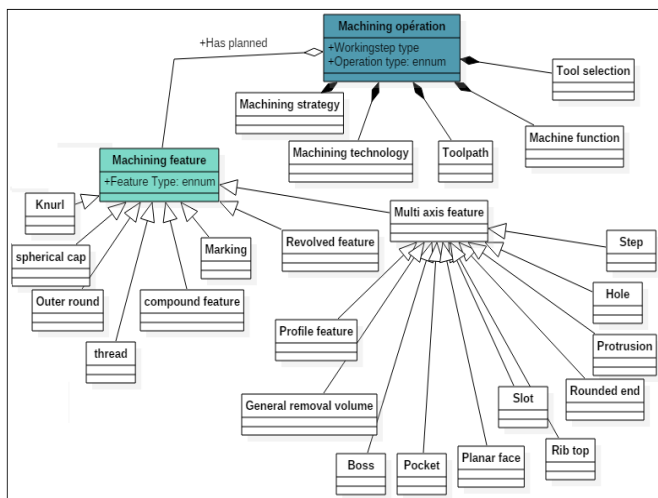 Machining opération
+Has planned
+Workingstep type
+Operation type: ennum
Tool selection
Machining strategy
Machine function
Machining technology
Toolpath
Machining feature
+Feature Type: ennum
Knurl
Multi axis feature
Marking
Revolved feature
Step
spherical cap
Hole
Outer round
compound feature
Profile feature
Protrusion
thread
Rounded end
General removal volume
Slot
Rib top
Boss
Pocket
Planar face